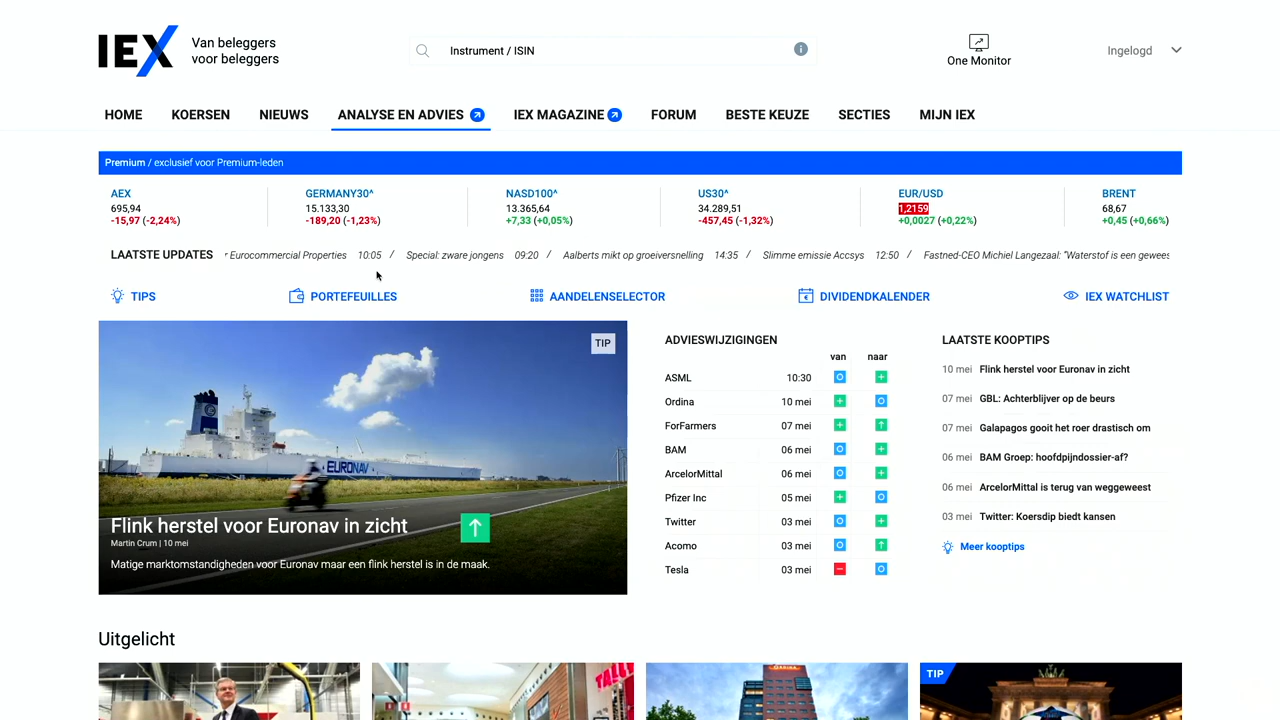 IEX
Van beleggers
voor beleggers
Instrument / ISIN
One Monitor
Ingelogd
HOME KOERSEN NIEUWS ANALYSE EN ADVIES IEX MAGAZINE FORUM BESTE KEUZE SECTIES MIJN IEX
Premium / exclusief voor Premium-leden
AEX GERMANY30^ NASD100^ US30^ EUR/USD BRENT
695,94 15.133,30 13.365,64 34.289,51 1,2159 68,67
-15,97 (-2,24%) -189,20 (-1,23%) +7,33 (+0,05%) -457,45 (-1,32%) +0,0027 (+0,22%) +0,45 (+0,66%)
LAATSTE UPDATES r Eurocommercial Properties 10:05 / Special: zware jongens 09:20 / Aalberts mikt op groeiversnelling 14:35 / Slimme emissie Accsys 12:50 / Fastned-CEO Michiel Langezaal: "Waterstof is een gewees
TIPS PORTEFEUILLES AANDELENSELECTOR DIVIDENDKALENDER IEX WATCHLIST
TIP
EURONAV
Flink herstel voor Euronav in zicht
Martin Crum | 10 mei
Matige marktomstandigheden voor Euronav maar een flink herstel is in de maak.
ADVIESWIJZIGINGEN
van naar
ASML 10:30
Ordina 10 mei
ForFarmers 07 mei
BAM 06 mei
ArcelorMittal 06 mei
Pfizer Inc 05 mei
Twitter 03 mei
Acomo 03 mei
Tesla 03 mei
LAATSTE KOOPTIPS
10 mei Flink herstel voor Euronav in zicht
07 mei GBL: Achterblijver op de beurs
07 mei Galapagos gooit het roer drastisch om
06 mei BAM Groep: hoofdpijndossier-af?
06 mei ArcelorMittal is terug van weggeweest
03 mei Twitter: Koersdip biedt kansen
Meer kooptips
Uitgelicht
TIP